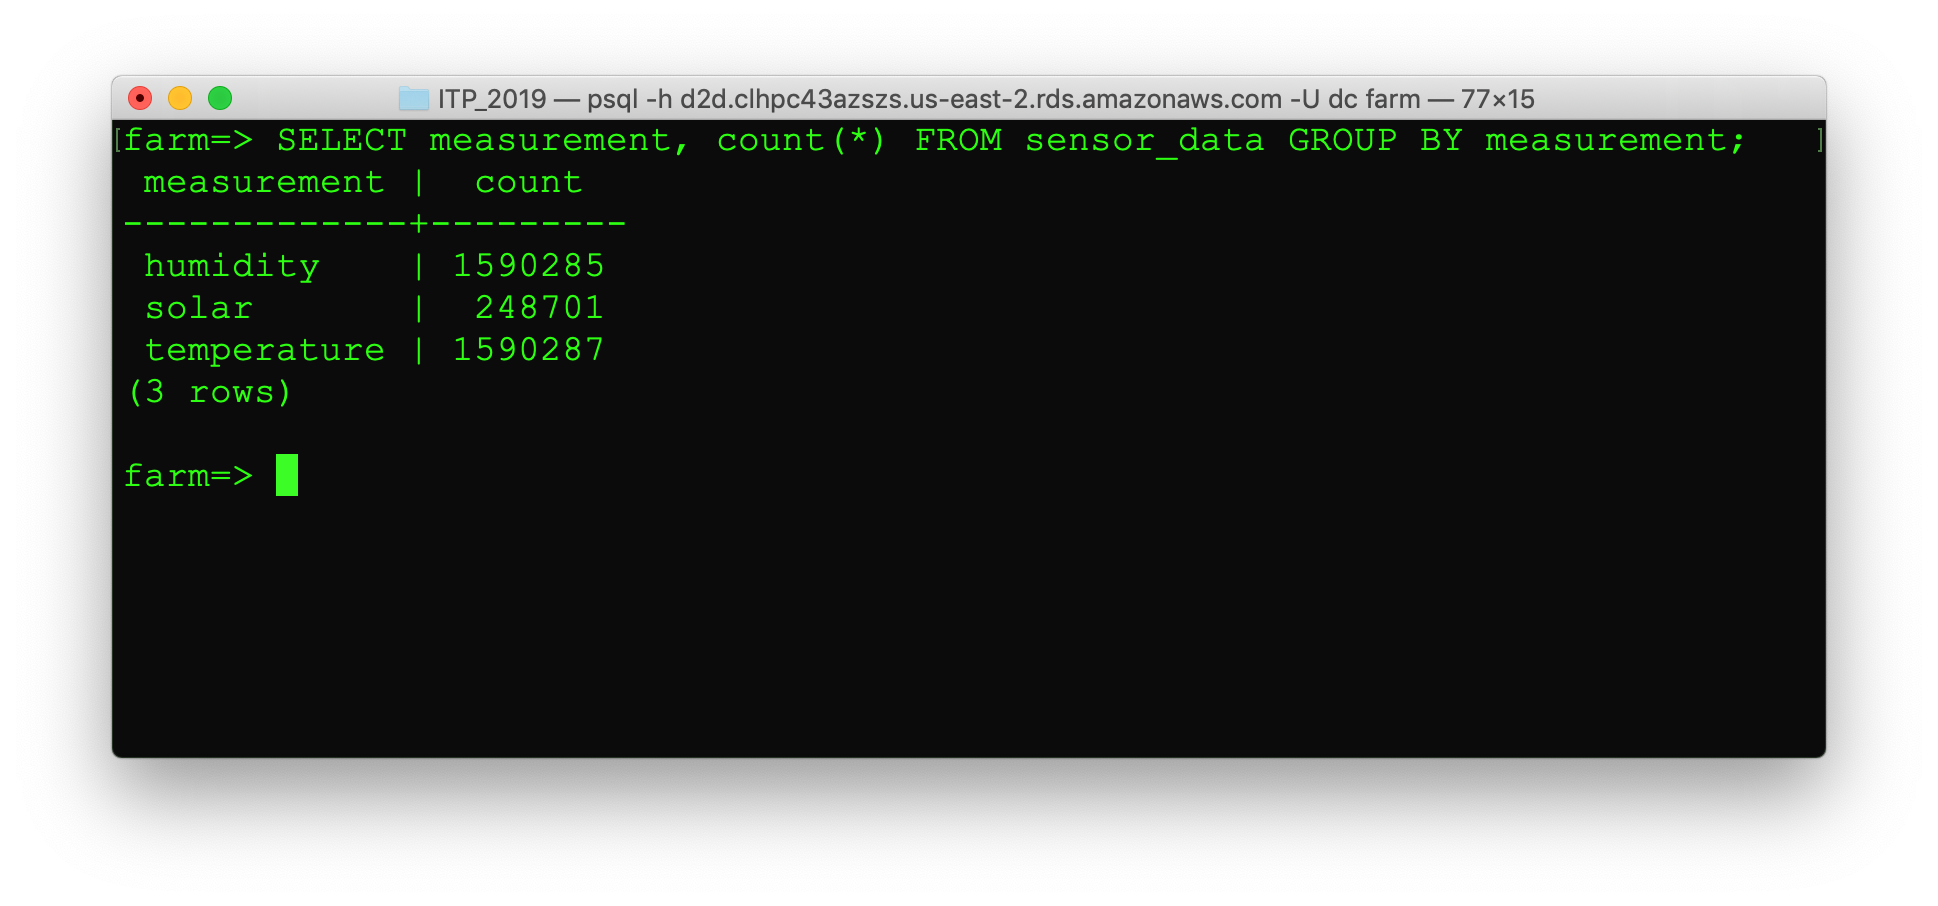 ITP_2019 — psql -h d2d.clhpc43azszs.us-east-2.rds.amazonaws.com -U dc farm — 77×15
[farm=> SELECT measurement, count(*) FROM sensor_data GROUP BY measurement; ]
 measurement |  count
-------------+---------
 humidity    | 1590285
 solar       |  248701
 temperature | 1590287
(3 rows)
farm=>